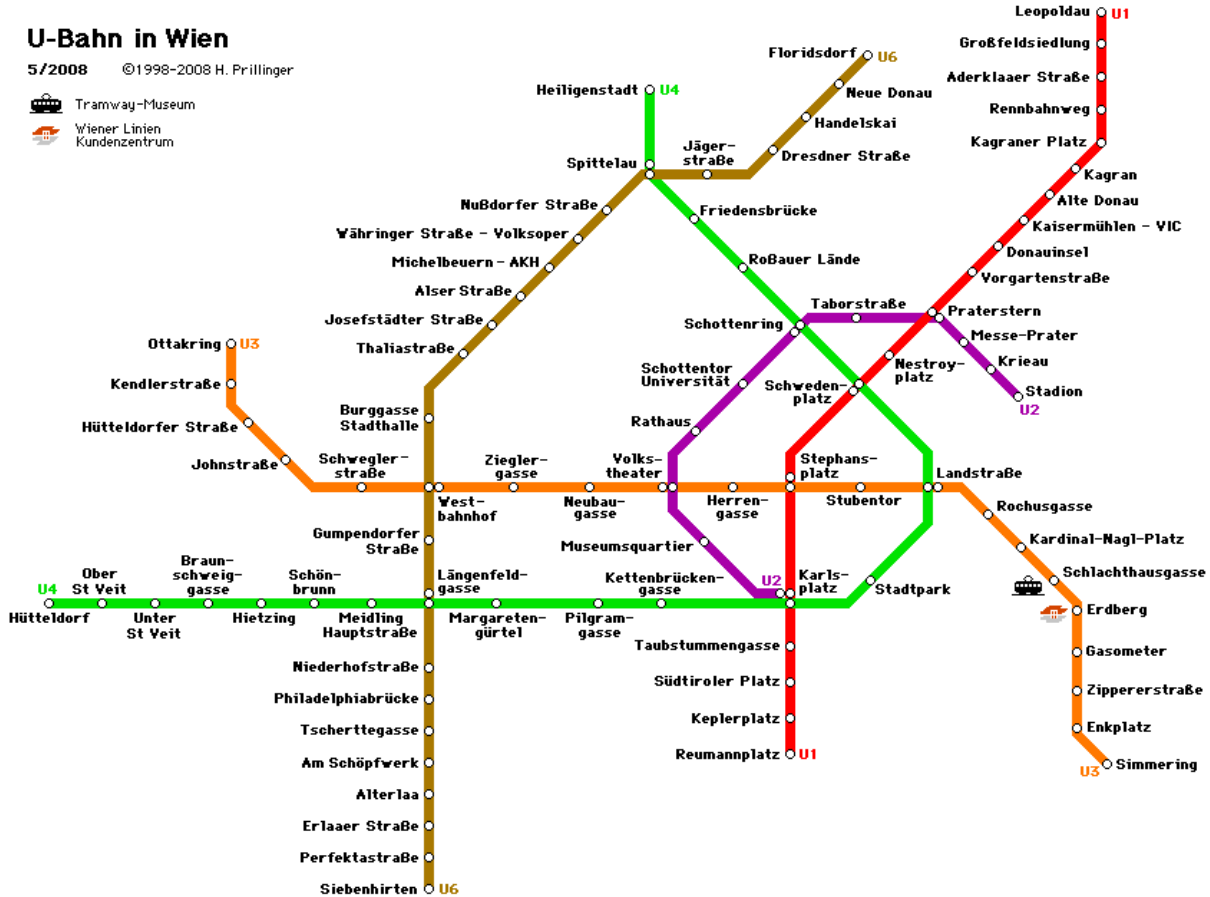 U-Bahn in Wien
5/2008 ©1998-2008 H. Prillinger
Tramway-Museum
Wiener Linien
Kundenzentrum
Leopoldau
U1
Großfeldsiedlung
Aderklaaer Straße
Rennbahnweg
Kagraner Platz
Kagran
Alte Donau
Kaisermühlen - VIC
Donauinsel
Vorgartenstraße
Praterstern
Floridsdorf
U6
Neue Donau
Handelskai
Dresdner Straße
Jäger-
straße
Heiligenstadt
U4
Spittelau
Friedensbrücke
Roßauer Lände
Nußdorfer Straße
Währinger Straße - Volksoper
Michelbeuern - AKH
Alser Straße
Josefstädter Straße
Thaliastraße
Burggasse
Stadthalle
Taborstraße
Schottenring
Messe-Prater
Krieau
Stadion
U2
Nestroy-
platz
Schweden-
platz
Schottentor
Universität
Rathaus
Ottakring
U3
Kendlerstraße
Hütteldorfer Straße
Johnstraße
Schwegler-
straße
West-
bahnhof
Ziegler-
gasse
Neubau-
gasse
Volks-
theater
Herren-
gasse
Stephans-
platz
Stubentor
Landstraße
Rochusgasse
Kardinal-Nagl-Platz
Schlachthausgasse
Erdberg
Gasometer
Zippererstraße
Enkplatz
U3
Simmering
Gumpendorfer
Straße
Museumsquartier
U2
Karls-
platz
Stadtpark
U4
Hütteldorf
Ober
St Veit
Unter
St Veit
Braun-
schweig-
gasse
Hietzing
Schön-
brunn
Meidling
Hauptstraße
Längenfeld-
gasse
Margareten-
gürtel
Pilgram-
gasse
Kettenbrücken-
gasse
Taubstummengasse
Südtiroler Platz
Keplerplatz
Reumannplatz
U1
Niederhofstraße
Philadelphiabrücke
Tscherttegasse
Am Schöpfwerk
Alterlaa
Erlaaer Straße
Perfektastraße
Siebenhirten
U6